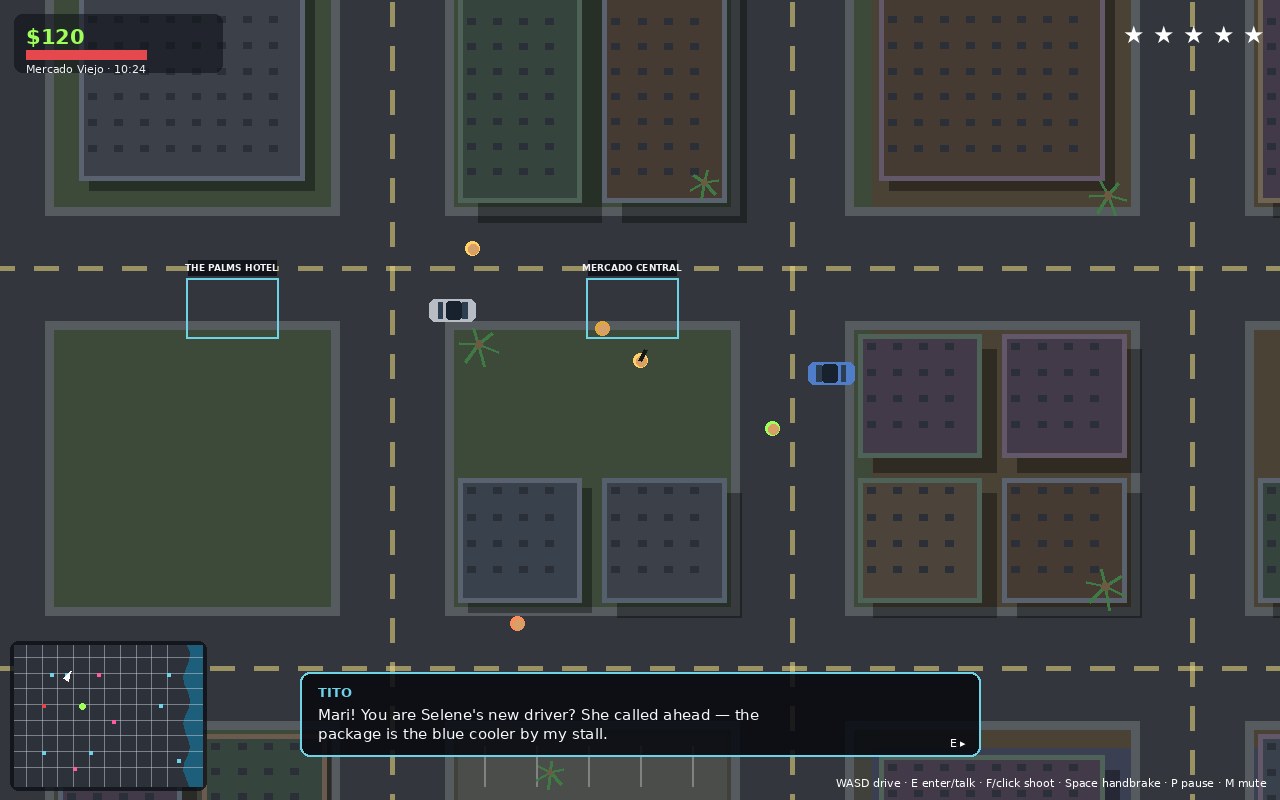 $120
Mercado Viejo · 10:24
★ ★ ★ ★ ★
THE PALMS HOTEL
MERCADO CENTRAL
TITO
Mari! You are Selene's new driver? She called ahead — the
package is the blue cooler by my stall.
E ▸
WASD drive · E enter/talk · F/click shoot · Space handbrake · P pause · M mute